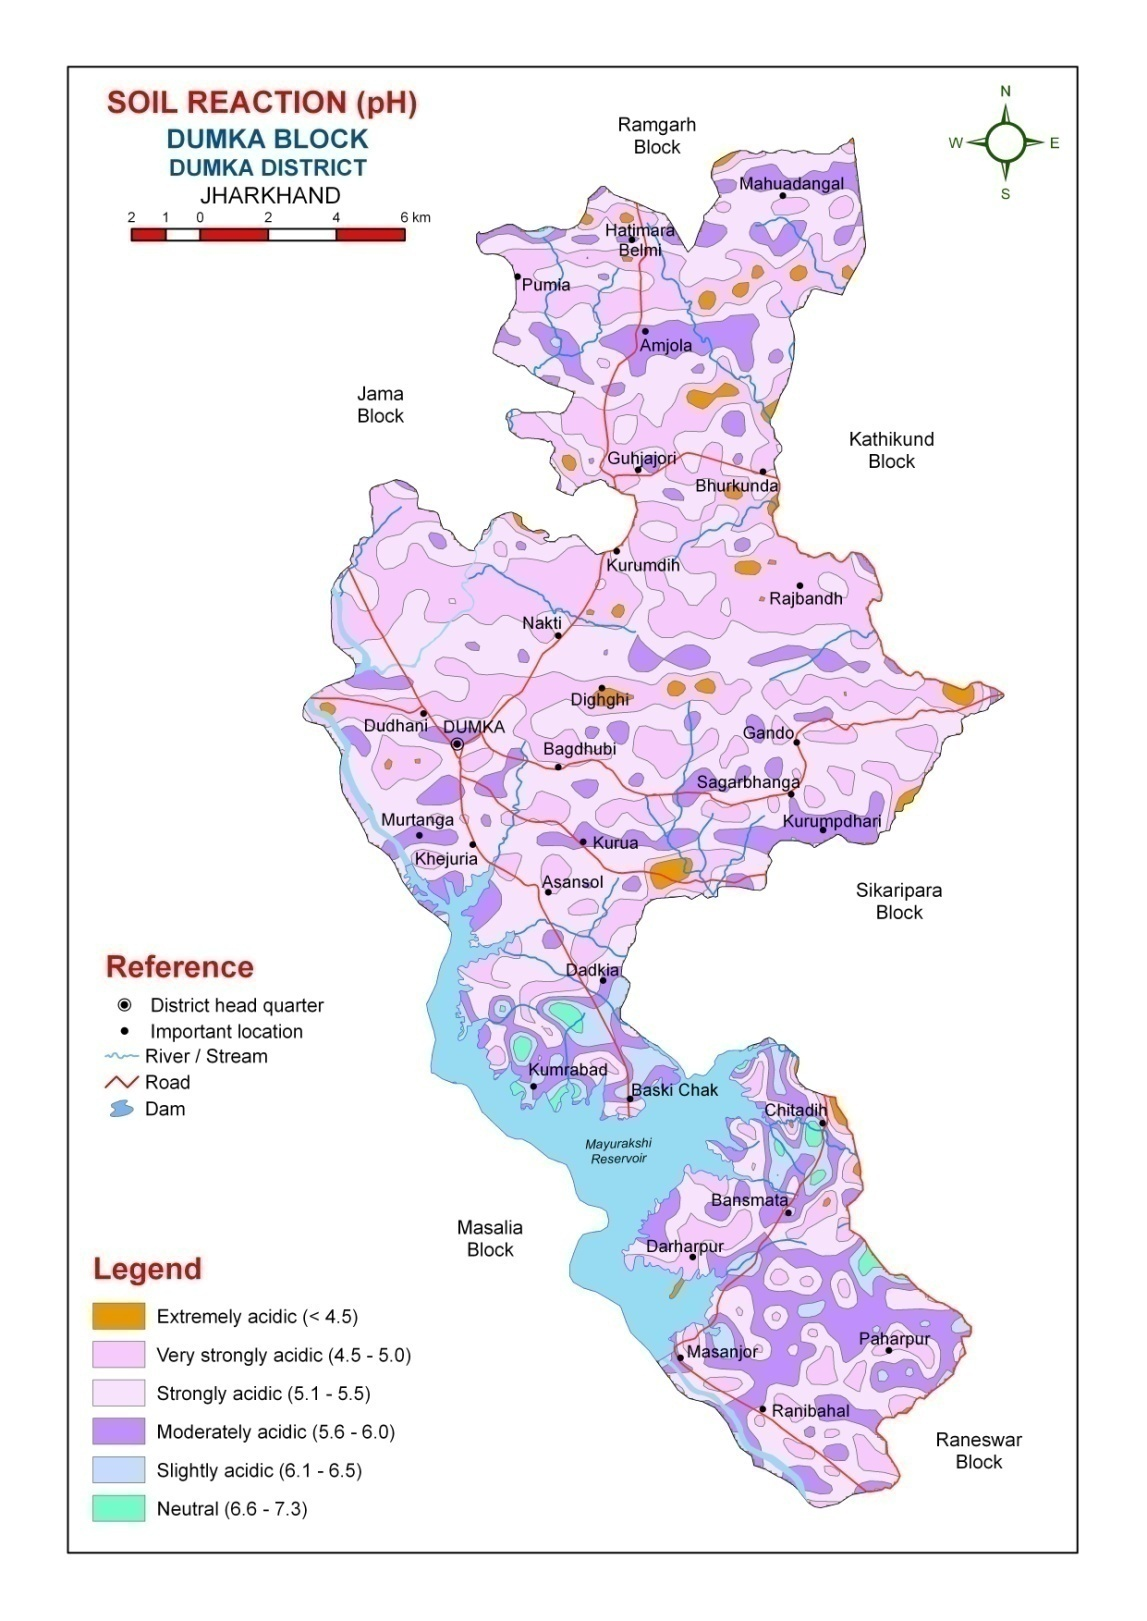 SOIL REACTION (pH)
DUMKA BLOCK
DUMKA DISTRICT
JHARKHAND
2 1 0 2 4 6 km
N
W E
S
Ramgarh
Block
Mahuadangal
Hatimara
Belmi
Pumia
Amjola
Jama
Block
Kathikund
Block
Guhjajori
Bhurkunda
Kurumdih
Rajbandh
Nakti
Dighghi
Dudhani
DUMKA
Gando
Bagdhubi
Sagarbhanga
Murtanga
Kurumpdhari
Kurua
Khejuria
Asansol
Sikaripara
Block
Dadkia
Reference
District head quarter
Important location
River / Stream
Road
Dam
Kumrabad
Baski Chak
Chitadih
Mayurakshi
Reservoir
Bansmata
Masalia
Block
Darharpur
Paharpur
Masanjor
Ranibahal
Raneswar
Block
Legend
Extremely acidic (< 4.5)
Very strongly acidic (4.5 - 5.0)
Strongly acidic (5.1 - 5.5)
Moderately acidic (5.6 - 6.0)
Slightly acidic (6.1 - 6.5)
Neutral (6.6 - 7.3)